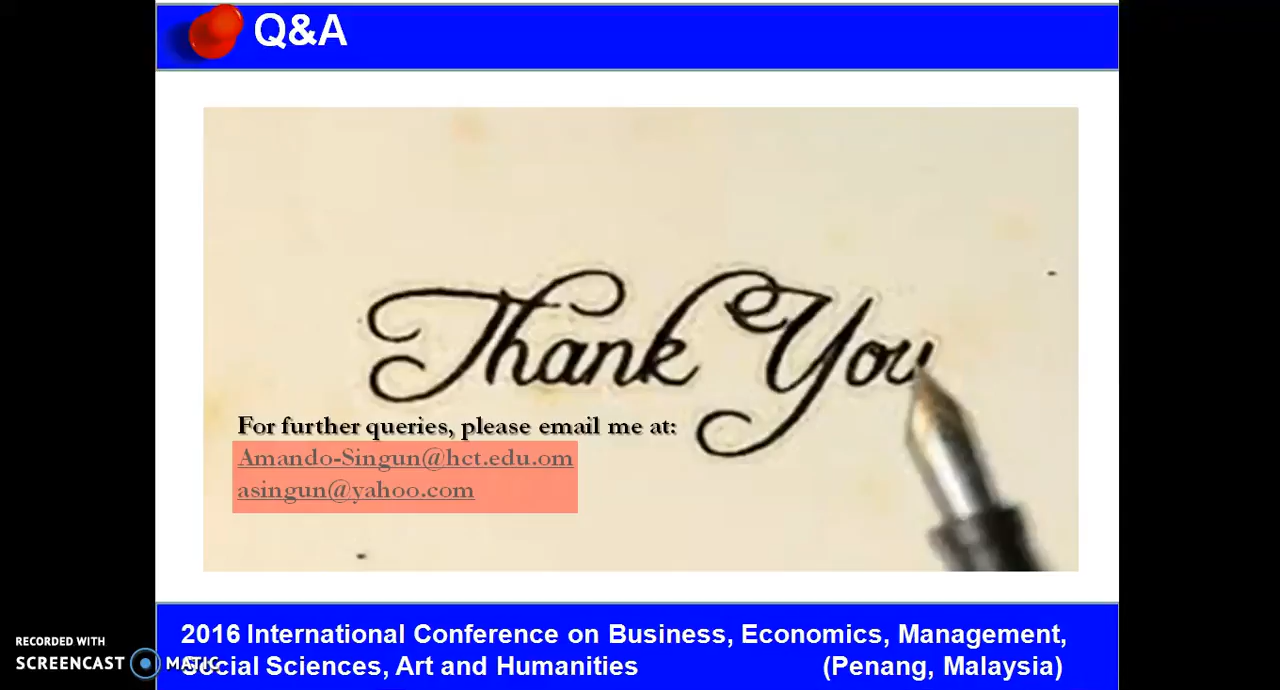 Q&A
Thank You
For further queries, please email me at:
Amando-Singun@hct.edu.om
asingun@yahoo.com
2016 International Conference on Business, Economics, Management,
Social Sciences, Art and Humanities (Penang, Malaysia)
RECORDED WITH
SCREENCAST MATIC